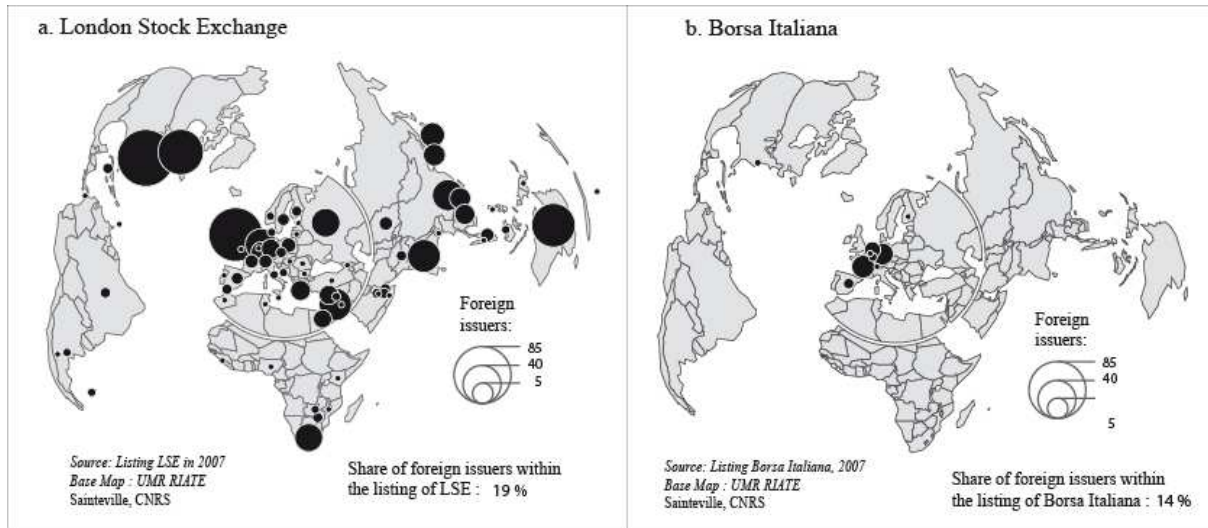 a. London Stock Exchange
Foreign
issuers:
85
40
5
Source: Listing LSE in 2007
Base Map : UMR RIATE
Sainteville, CNRS
Share of foreign issuers within
the listing of LSE : 19 %
b. Borsa Italiana
Foreign
issuers:
85
40
5
Source: Listing Borsa Italiana, 2007
Base Map : UMR RIATE
Sainteville, CNRS
Share of foreign issuers within
the listing of Borsa Italiana : 14 %